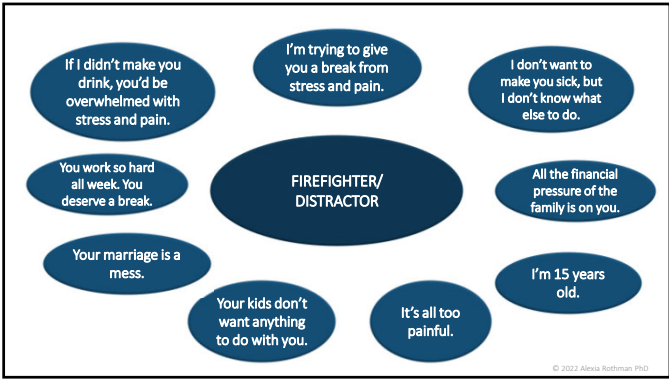 If I didn't make you
drink, you'd be
overwhelmed with
stress and pain.
I'm trying to give
you a break from
stress and pain.
I don't want to
make you sick, but
I don't know what
else to do.
You work so hard
all week. You
deserve a break.
FIREFIGHTER/
DISTRACTOR
All the financial
pressure of the
family is on you.
Your marriage is a
mess.
I'm 15 years
old.
Your kids don't
want anything
to do with you.
It's all too
painful.
© 2022 Alexia Rothman PhD